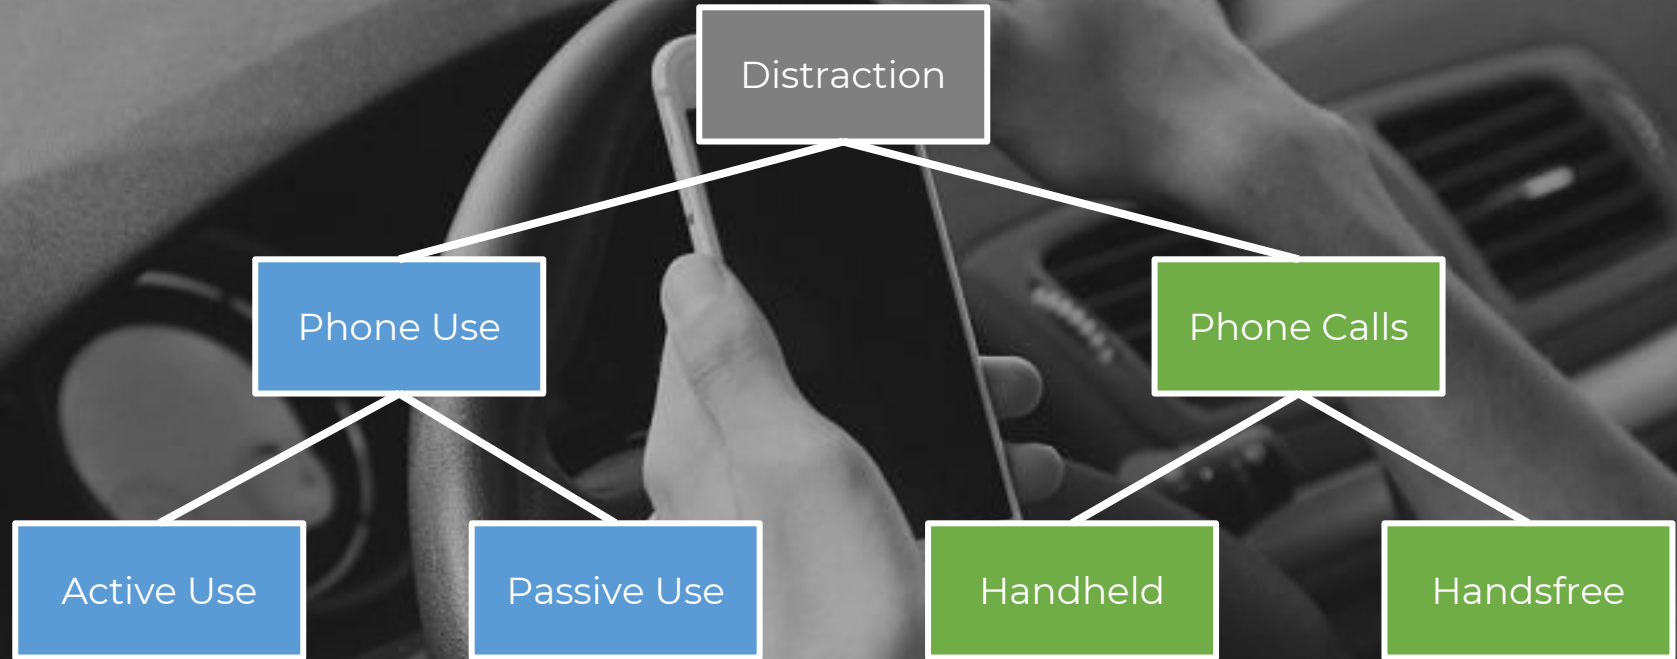 Distraction
Phone Use
Phone Calls
Active Use
Passive Use
Handheld
Handsfree